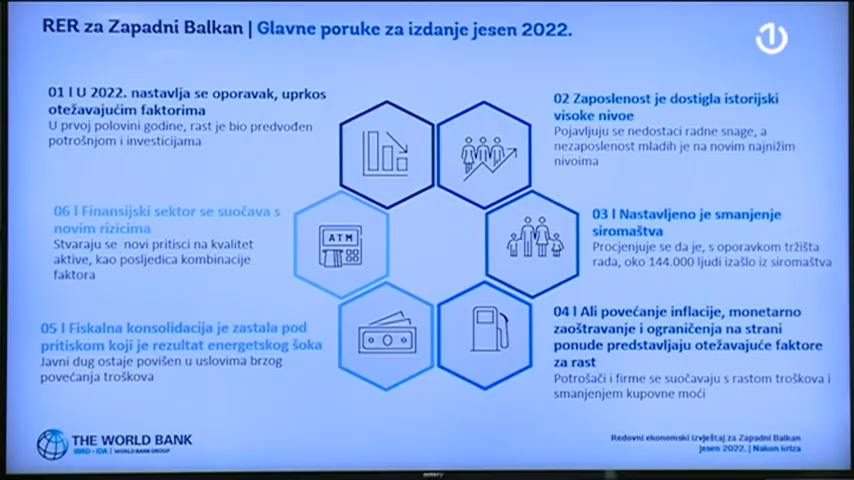 RER za Zapadni Balkan | Glavne poruke za izdanje jesen 2022.
01 I U 2022. nastavlja se oporavak, uprkos
otežavajućim faktorima
U prvoj polovini godine, rast je bio predvođen
potrošnjom i investicijama
02 Zaposlenost je dostigla istorijski
visoke nivoe
Pojavljuju se nedostaci radne snage, a
nezaposlenost mladih je na novim najnižim
nivoima
03 I Nastavljeno je smanjenje
siromaštva
Procjenjuje se da je, s oporavkom tržišta
rada, oko 144.000 ljudi izašlo iz siromaštva
04 I Ali povećanje inflacije, monetarno
zaoštravanje i ograničenja na strani
ponude predstavljaju otežavajuće faktore
za rast
Potrošači i firme se suočavaju s rastom troškova i
smanjenjem kupovne moći
05 I Fiskalna konsolidacija je zastala pod
pritiskom koji je rezultat energetskog šoka
Javni dug ostaje povišen u uslovima brzog
povećanja troškova
06 I Finansijski sektor se suočava s
novim rizicima
Stvaraju se novi pritisci na kvalitet
aktive, kao posljedica kombinacije
faktora
ATM
THE WORLD BANK
IBRD • IDA | WORLD BANK GROUP
Redovni ekonomski izvještaj za Zapadni Balkan
jesen 2022. | Nakon kriza